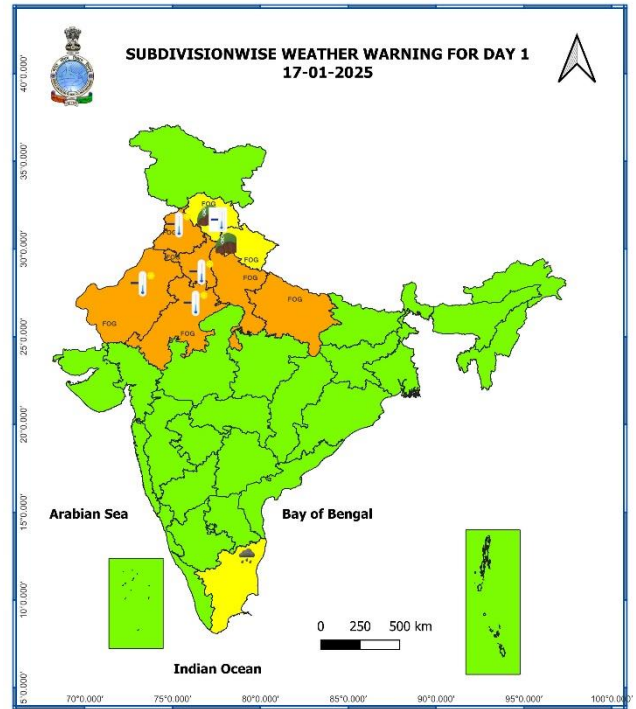 SUBDIVISIONWISE WEATHER WARNING FOR DAY 1
17-01-2025
40°0.000'
35°0.000'
30°0.000'
25°0.000'
20°0.000'
15°0.000'
10°0.000'
5°0.000'
FOG
FOG
FOG
FOG
FOG
FOG
FOG
Arabian Sea
Bay of Bengal
Indian Ocean
0 250 500 km
70°0.000' 75°0.000' 80°0.000' 85°0.000' 90°0.000' 95°0.000' 100°0.000'